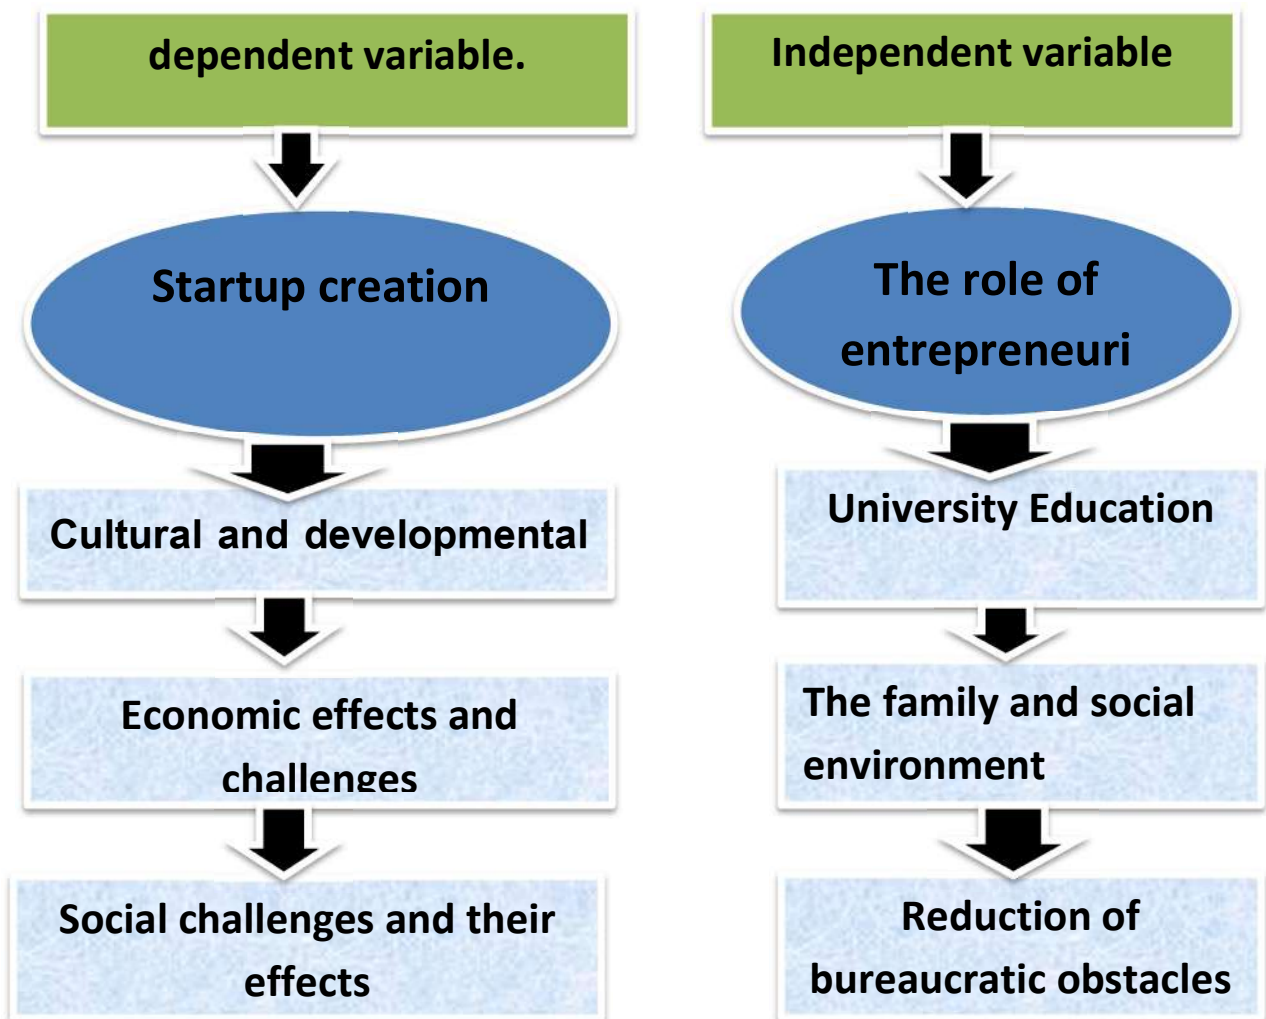 dependent variable.
Startup creation
Cultural and developmental
Economic effects and
challenges
Social challenges and their
effects
Independent variable
The role of
entrepreneuri
University Education
The family and social
environment
Reduction of
bureaucratic obstacles